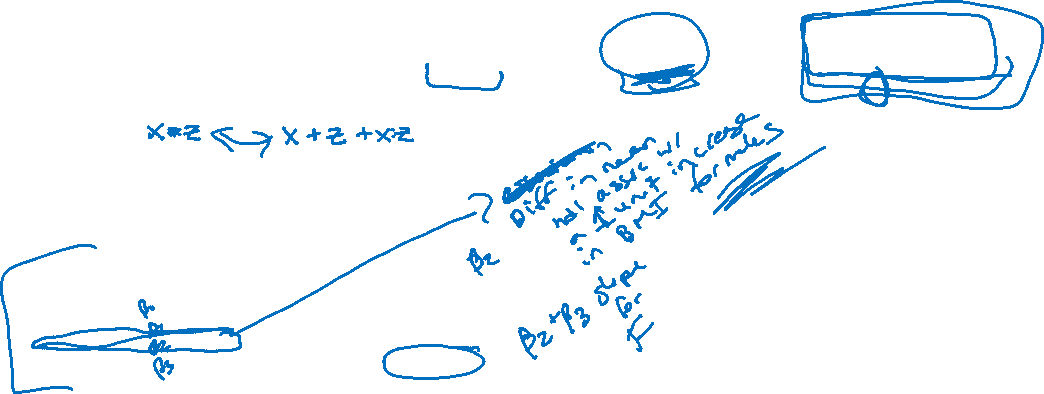 x*z ↔ x + z + x:z
?
Diff in mean
hdl assoc w/
a 1 unit increase
in BMI for males
β₂
β₂+β₃ slope
for
F
β₀
β₁
β₂
β₃